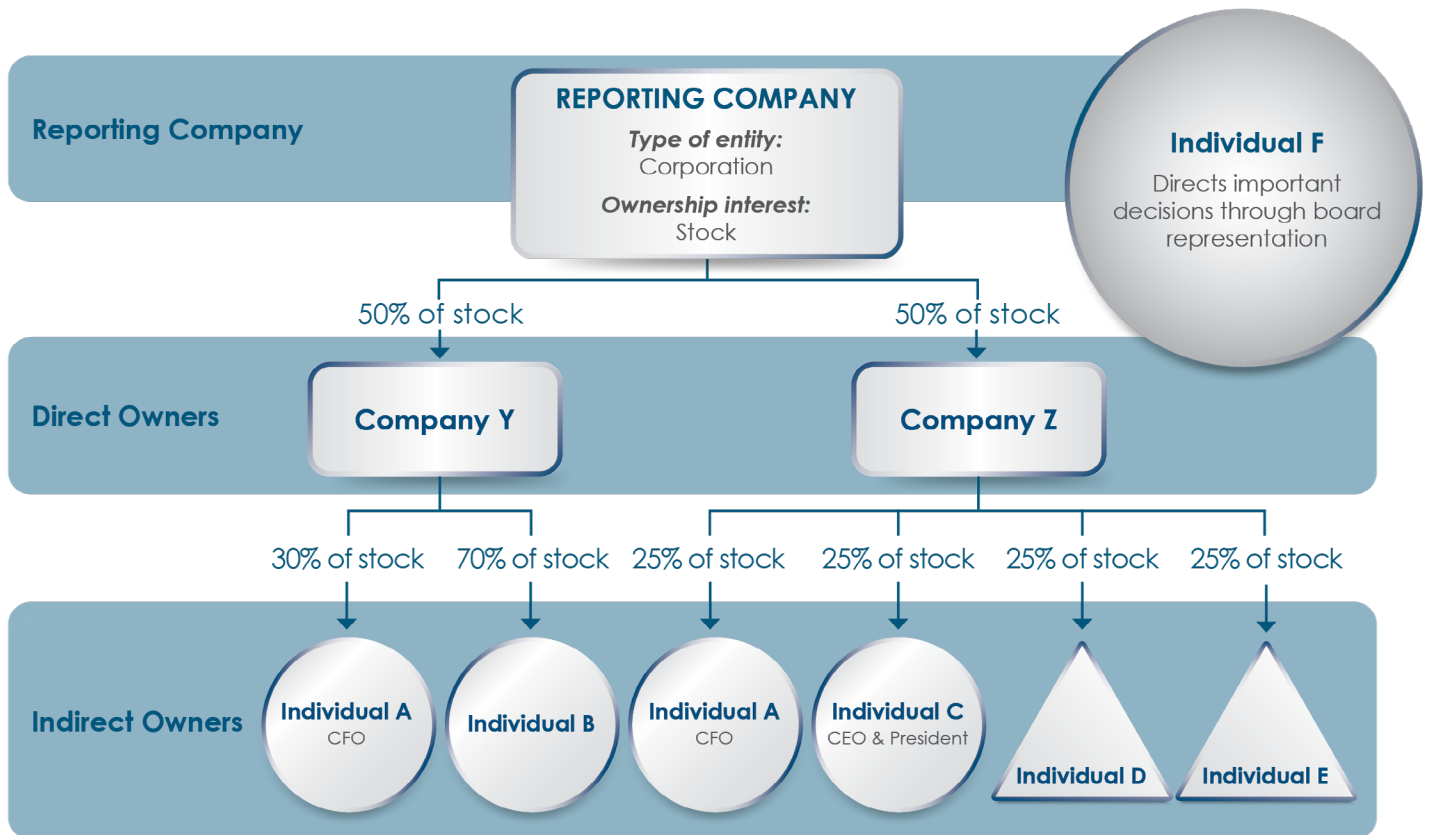 Reporting Company
REPORTING COMPANY
Type of entity:
Corporation
Ownership interest:
Stock
Individual F
Directs important
decisions through board
representation
50% of stock
50% of stock
Direct Owners
Company Y
Company Z
30% of stock
70% of stock
25% of stock
25% of stock
25% of stock
25% of stock
Indirect Owners
Individual A
CFO
Individual B
Individual A
CFO
Individual C
CEO & President
Individual D
Individual E